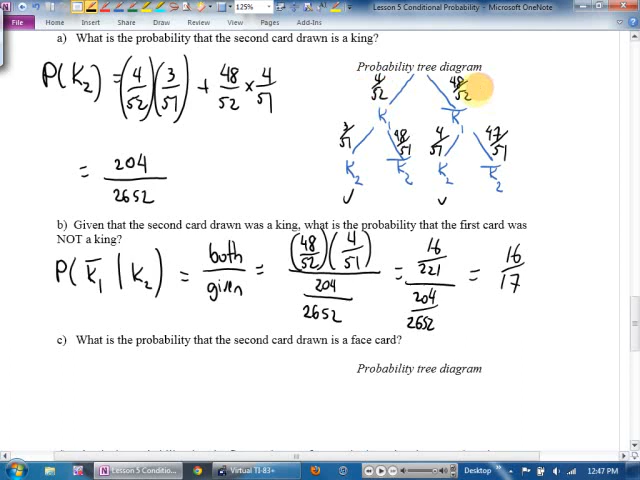 Lesson 5 Conditional Probability - Microsoft OneNote
125%
File Home Insert Share Draw Review View Add-Ins PaperPort
a) What is the probability that the second card drawn is a king?
Probability tree diagram
P(K₂) = (4/52)(3/51) + 48/52 × 4/51
= 204/2652
4/52 48/52
K₁ K̅₁
3/51 48/51 4/51 47/51
K₂ K̅₂ K₂ K̅₂
✓ ✓
b) Given that the second card drawn was a king, what is the probability that the first card was
NOT a king?
P(K̅₁ | K₂) = both/given = (48/52)(4/51) / 204/2652 = 16/221 / 204/2652 = 16/17
c) What is the probability that the second card drawn is a face card?
Probability tree diagram
Lesson 5 Conditio... Virtual TI-83+ Desktop 12:47 PM